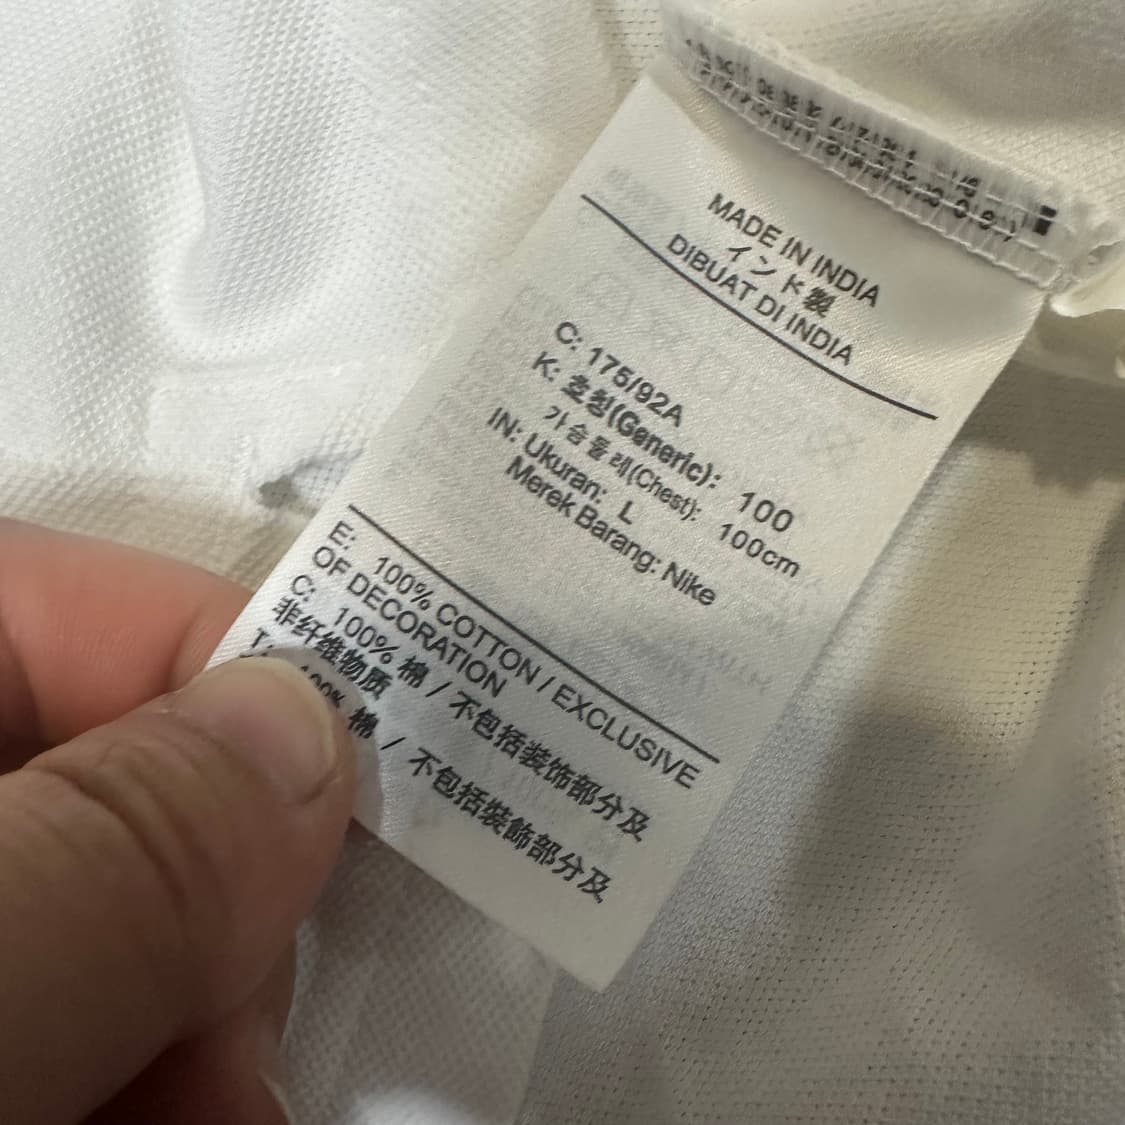 MADE IN INDIA
インド製
DIBUAT DI INDIA
C: 175/92A
K: 호칭(Generic): 100
가슴둘레(Chest): 100cm
IN: Ukuran: L
Merek Barang: Nike
E: 100% COTTON / EXCLUSIVE
OF DECORATION
C: 100% 棉 / 不包括装饰部分及
非纤维物质
T: 100% 棉 / 不包括裝飾部分及